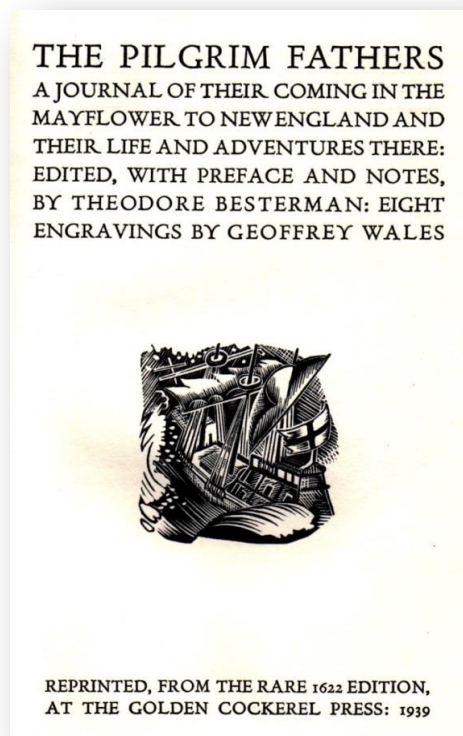 THE PILGRIM FATHERS
A JOURNAL OF THEIR COMING IN THE
MAYFLOWER TO NEW ENGLAND AND
THEIR LIFE AND ADVENTURES THERE:
EDITED, WITH PREFACE AND NOTES,
BY THEODORE BESTERMAN: EIGHT
ENGRAVINGS BY GEOFFREY WALES
REPRINTED, FROM THE RARE 1622 EDITION,
AT THE GOLDEN COCKEREL PRESS: 1939